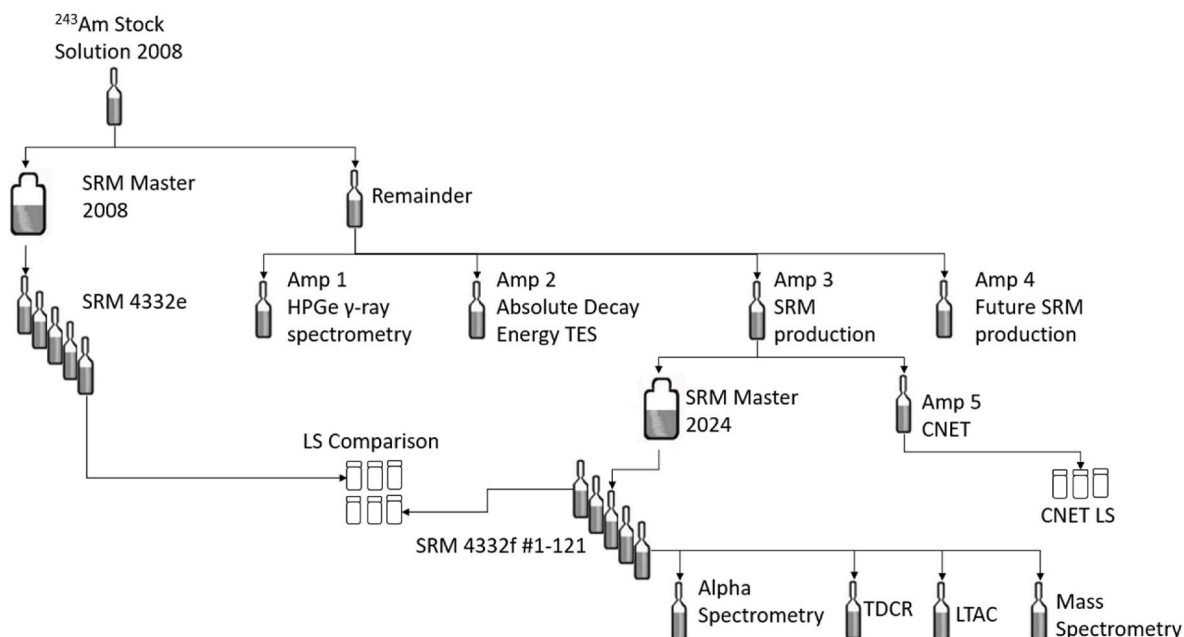 ²⁴³Am Stock
Solution 2008
SRM Master
2008
Remainder
SRM 4332e
Amp 1
HPGe γ-ray
spectrometry
Amp 2
Absolute Decay
Energy TES
Amp 3
SRM
production
Amp 4
Future SRM
production
SRM Master
2024
Amp 5
CNET
LS Comparison
CNET LS
SRM 4332f #1-121
Alpha
Spectrometry
TDCR
LTAC
Mass
Spectrometry